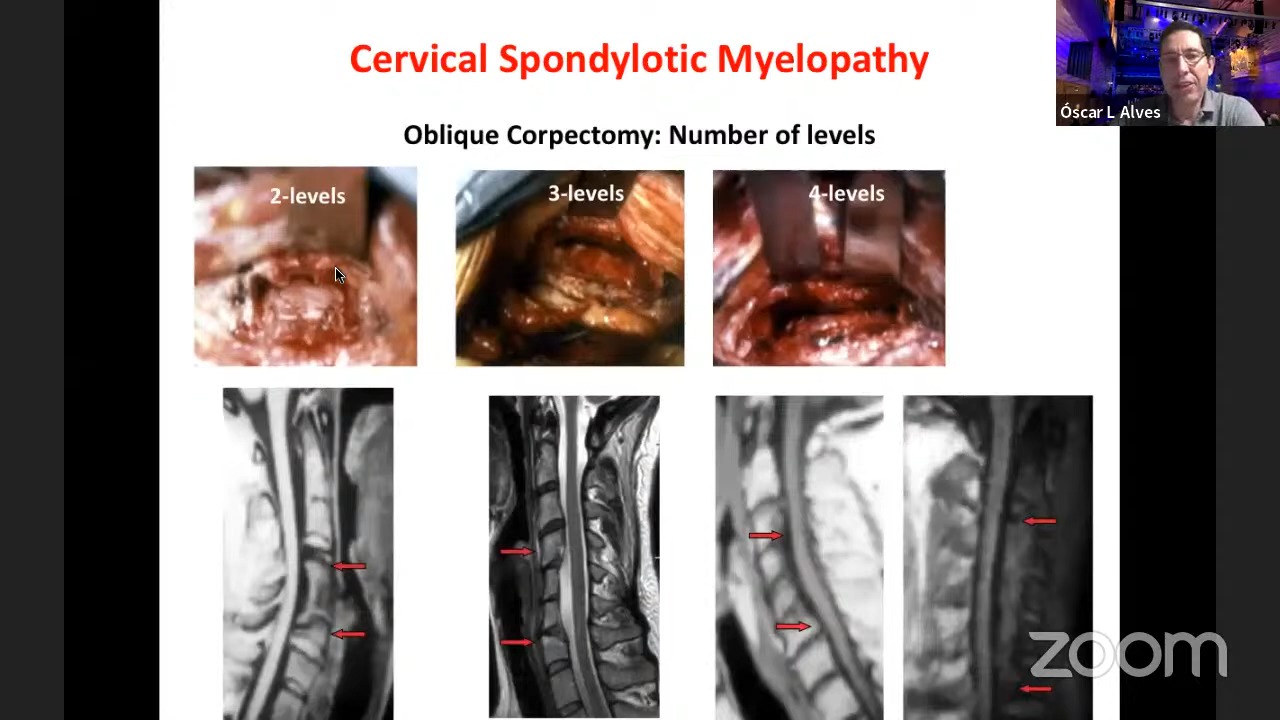 Cervical Spondylotic Myelopathy
Óscar L Alves
Oblique Corpectomy: Number of levels
2-levels
3-levels
4-levels
zoom